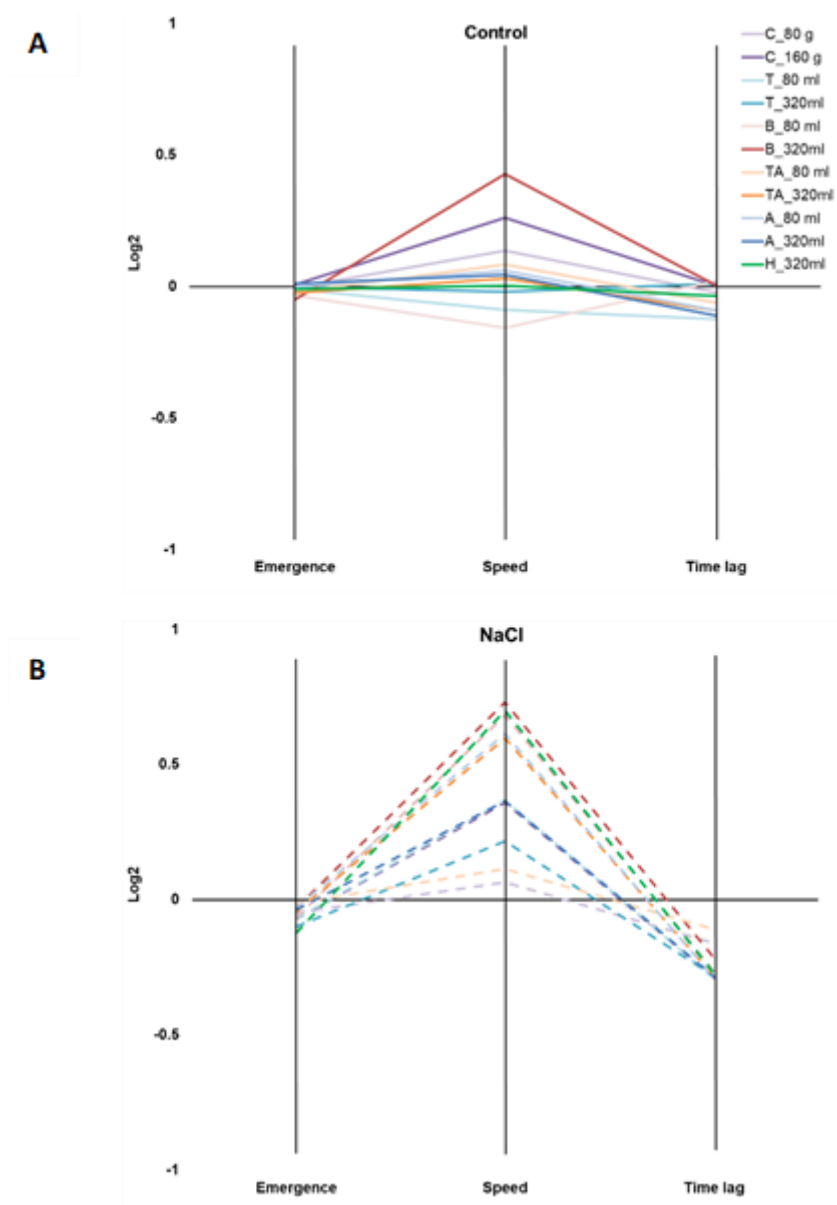 A
1
Control
C_80 g
C_160 g
T_80 ml
T_320ml
B_80 ml
B_320ml
TA_80 ml
TA_320ml
A_80 ml
A_320ml
H_320ml
0.5
Log2
0
-0.5
-1
Emergence Speed Time lag
B
1
NaCl
0.5
Log2
0
-0.5
-1
Emergence Speed Time lag